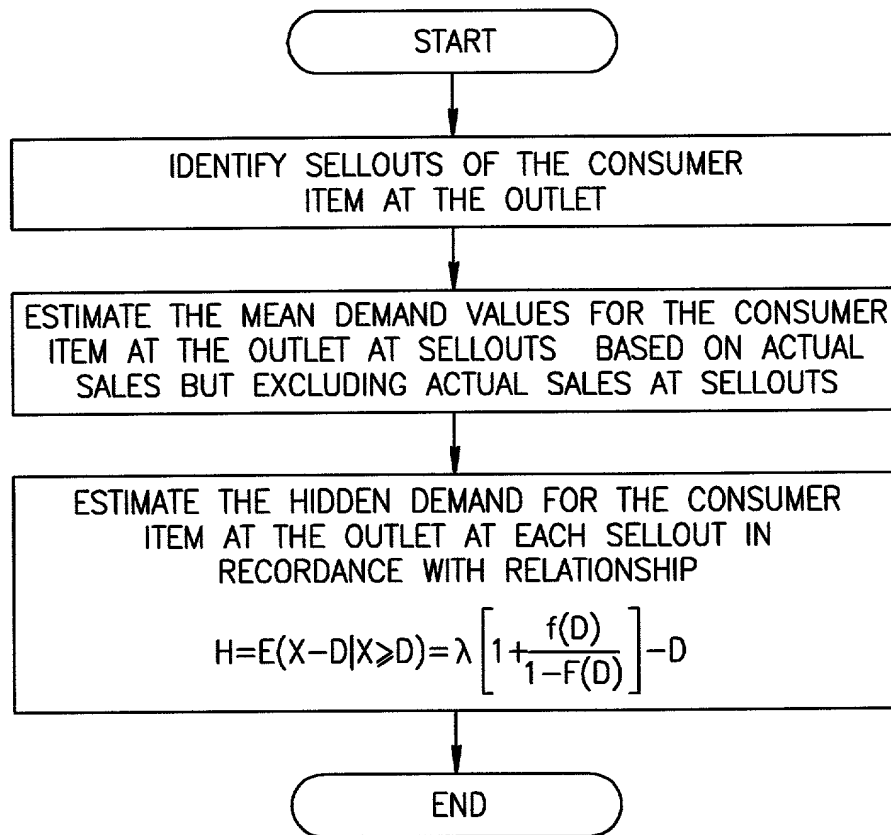 START
IDENTIFY SELLOUTS OF THE CONSUMER
ITEM AT THE OUTLET
ESTIMATE THE MEAN DEMAND VALUES FOR THE CONSUMER
ITEM AT THE OUTLET AT SELLOUTS BASED ON ACTUAL
SALES BUT EXCLUDING ACTUAL SALES AT SELLOUTS
ESTIMATE THE HIDDEN DEMAND FOR THE CONSUMER
ITEM AT THE OUTLET AT EACH SELLOUT IN
RECORDANCE WITH RELATIONSHIP
H=E(X-D|X⩾D)=λ[1+f(D)/1-F(D)]-D
END